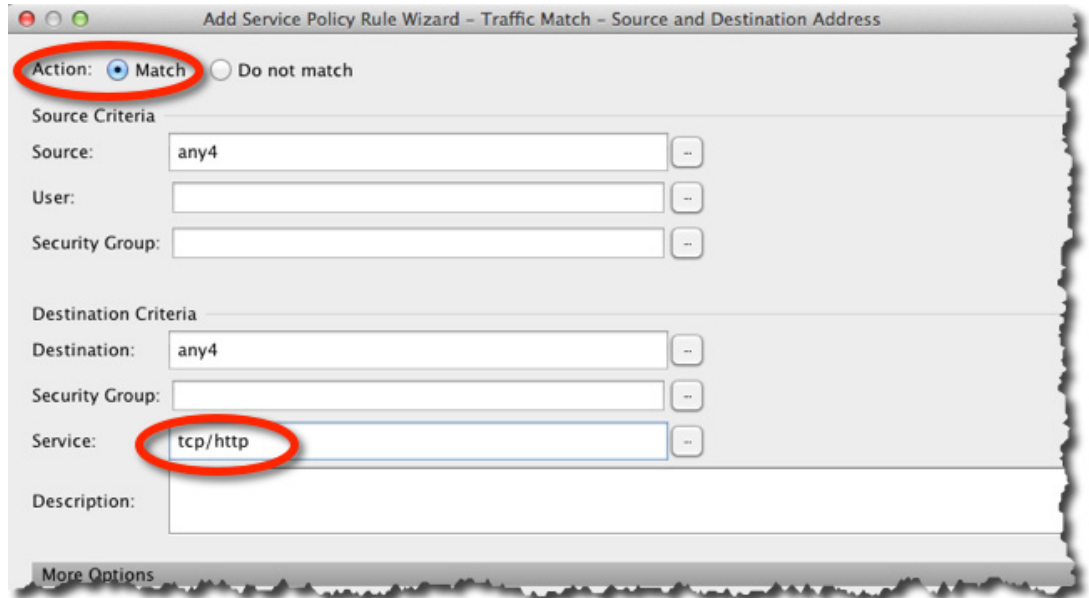 Add Service Policy Rule Wizard – Traffic Match – Source and Destination Address
Action: Match Do not match
Source Criteria
Source: any4 ...
User: ...
Security Group: ...
Destination Criteria
Destination: any4 ...
Security Group: ...
Service: tcp/http ...
Description:
More Options